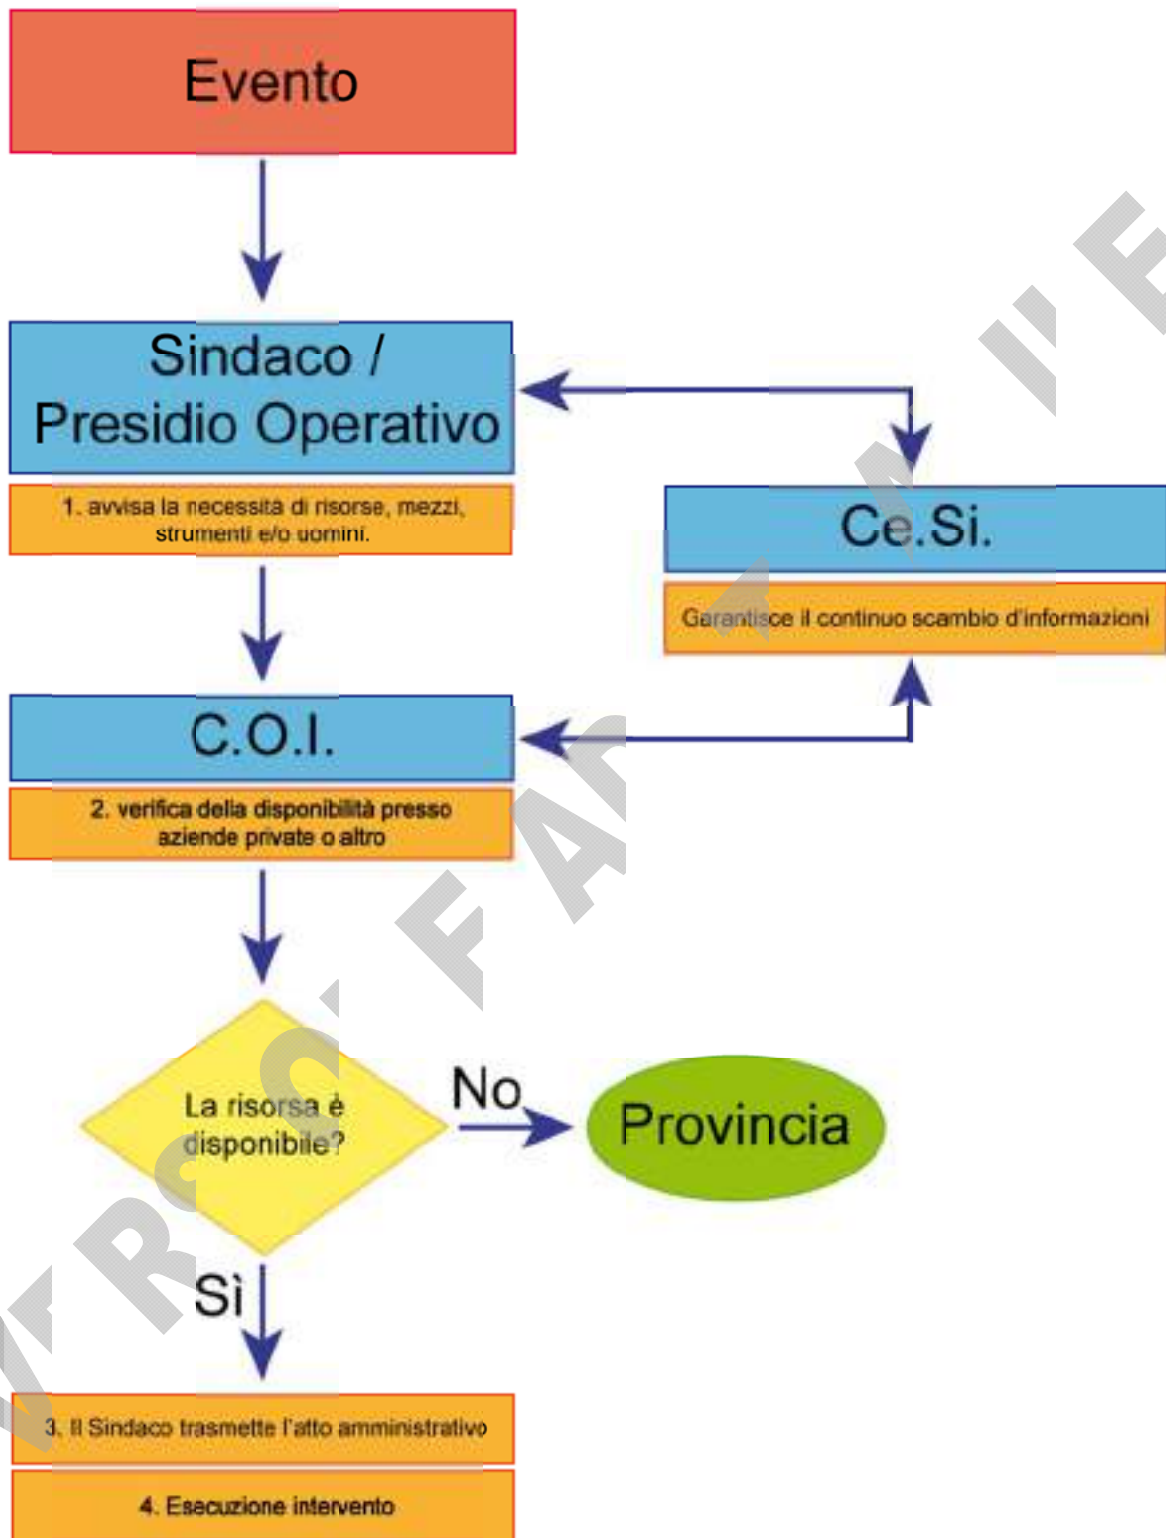 Evento
Sindaco /
Presidio Operativo
1. avvisa la necessità di risorse, mezzi,
strumenti e/o uomini.
Ce.Si.
Garantisce il continuo scambio d'informazioni
C.O.I.
2. verifica della disponibilità presso
aziende private o altro
La risorsa è
disponibile?
No
Provincia
Sì
3. Il Sindaco trasmette l'atto amministrativo
4. Esecuzione intervento